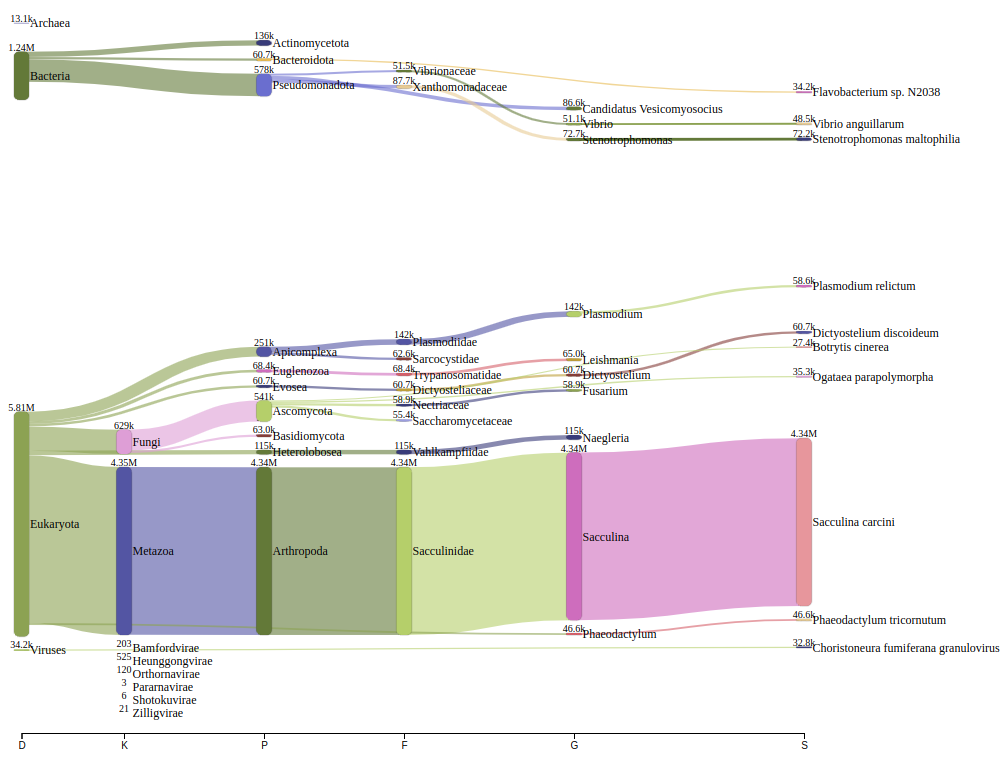 13.1k
Archaea
1.24M
Bacteria
136k
Actinomycetota
60.7k
Bacteroidota
578k
Pseudomonadota
51.5k
Vibrionaceae
87.7k
Xanthomonadaceae
86.6k
Candidatus Vesicomyosocius
51.1k
Vibrio
72.7k
Stenotrophomonas
34.2k
Flavobacterium sp. N2038
48.5k
Vibrio anguillarum
72.2k
Stenotrophomonas maltophilia
58.6k
Plasmodium relictum
142k
Plasmodium
60.7k
Dictyostelium discoideum
27.4k
Botrytis cinerea
35.3k
Ogataea parapolymorpha
251k
Apicomplexa
68.4k
Euglenozoa
60.7k
Evosea
541k
Ascomycota
63.0k
Basidiomycota
115k
Heterolobosea
142k
Plasmodiidae
62.6k
Sarcocystidae
68.4k
Trypanosomatidae
60.7k
Dictyosteliaceae
58.9k
Nectriaceae
55.4k
Saccharomycetaceae
115k
Vahlkampfiidae
65.0k
Leishmania
60.7k
Dictyostelium
58.9k
Fusarium
115k
Naegleria
5.81M
Eukaryota
629k
Fungi
4.35M
Metazoa
4.34M
Arthropoda
4.34M
Sacculinidae
4.34M
Sacculina
4.34M
Sacculina carcini
46.6k
Phaeodactylum
46.6k
Phaeodactylum tricornutum
34.2k
Viruses
32.8k
Choristoneura fumiferana granulovirus
203
Bamfordvirae
525
Heunggongvirae
120
Orthornavirae
3
Pararnavirae
6
Shotokuvirae
21
Zilligvirae
D K P F G S